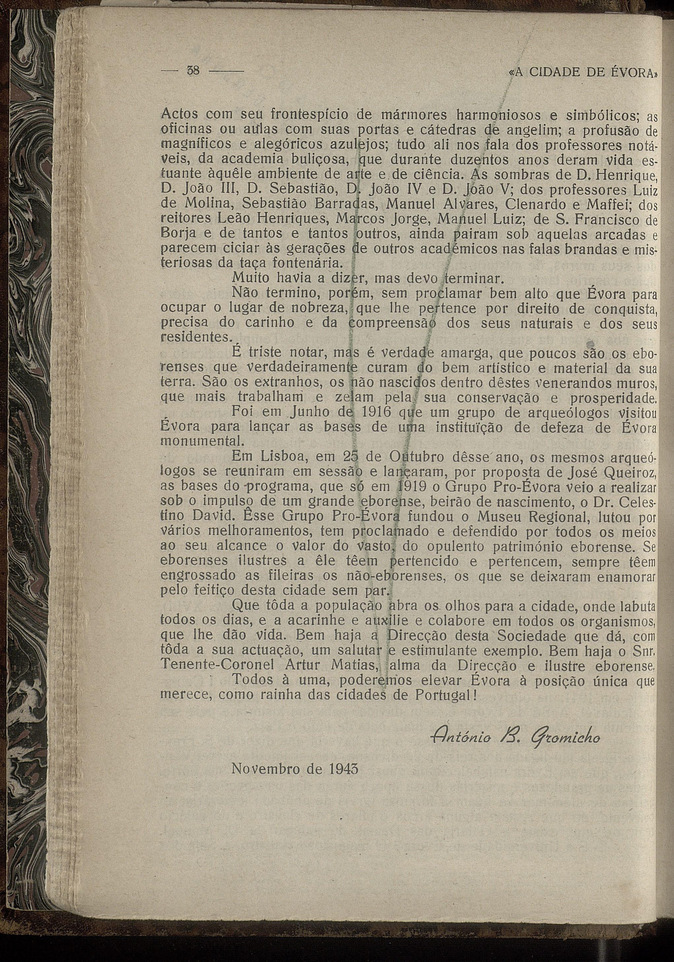 — 38 —— «A CIDADE DE ÉVORA»
Actos com seu frontespício de mármores harmoniosos e simbólicos; as
oficinas ou aulas com suas portas e cátedras de angelim; a profusão de
magníficos e alegóricos azulejos; tudo ali nos fala dos professores notá-
veis, da academia buliçosa, que durante duzentos anos deram vida es-
tuante àquêle ambiente de arte e de ciência. As sombras de D. Henrique,
D. João III, D. Sebastião, D. João IV e D. João V; dos professores Luiz
de Molina, Sebastião Barradas, Manuel Alvares, Clenardo e Maffei; dos
reitores Leão Henriques, Marcos Jorge, Manuel Luiz; de S. Francisco de
Borja e de tantos e tantos outros, ainda pairam sob aquelas arcadas e
parecem ciciar às gerações de outros académicos nas falas brandas e mis-
teriosas da taça fontenária.
Muito havia a dizer, mas devo terminar.
Não termino, porém, sem proclamar bem alto que Évora para
ocupar o lugar de nobreza, que lhe pertence por direito de conquista,
precisa do carinho e da compreensão dos seus naturais e dos seus
residentes.
É triste notar, mas é verdade amarga, que poucos são os ebo-
renses que verdadeiramente curam do bem artístico e material da sua
terra. São os extranhos, os não nascidos dentro dêstes venerandos muros,
que mais trabalham e zelam pela sua conservação e prosperidade.
Foi em Junho de 1916 que um grupo de arqueólogos visitou
Évora para lançar as bases de uma instituïção de defeza de Évora
monumental.
Em Lisboa, em 25 de Outubro dêsse ano, os mesmos arqueó-
logos se reuniram em sessão e lançaram, por proposta de José Queiroz,
as bases do programa, que só em 1919 o Grupo Pro-Évora veio a realizar
sob o impulso de um grande eborense, beirão de nascimento, o Dr. Celes-
tino David. Êsse Grupo Pro-Évora fundou o Museu Regional, lutou por
vários melhoramentos, tem proclamado e defendido por todos os meios
ao seu alcance o valor do vasto, do opulento património eborense. Se
eborenses ilustres a êle têem pertencido e pertencem, sempre têem
engrossado as fileiras os não-eborenses, os que se deixaram enamorar
pelo feitiço desta cidade sem par.
Que tôda a população abra os olhos para a cidade, onde labuta
todos os dias, e a acarinhe e auxilie e colabore em todos os organismos,
que lhe dão vida. Bem haja a Direcção desta Sociedade que dá, com
tôda a sua actuação, um salutar e estimulante exemplo. Bem haja o Snr.
Tenente-Coronel Artur Matias, alma da Direcção e ilustre eborense.
Todos à uma, poderemos elevar Évora à posição única que
merece, como rainha das cidades de Portugal!
António B. Gromicho
Novembro de 1943